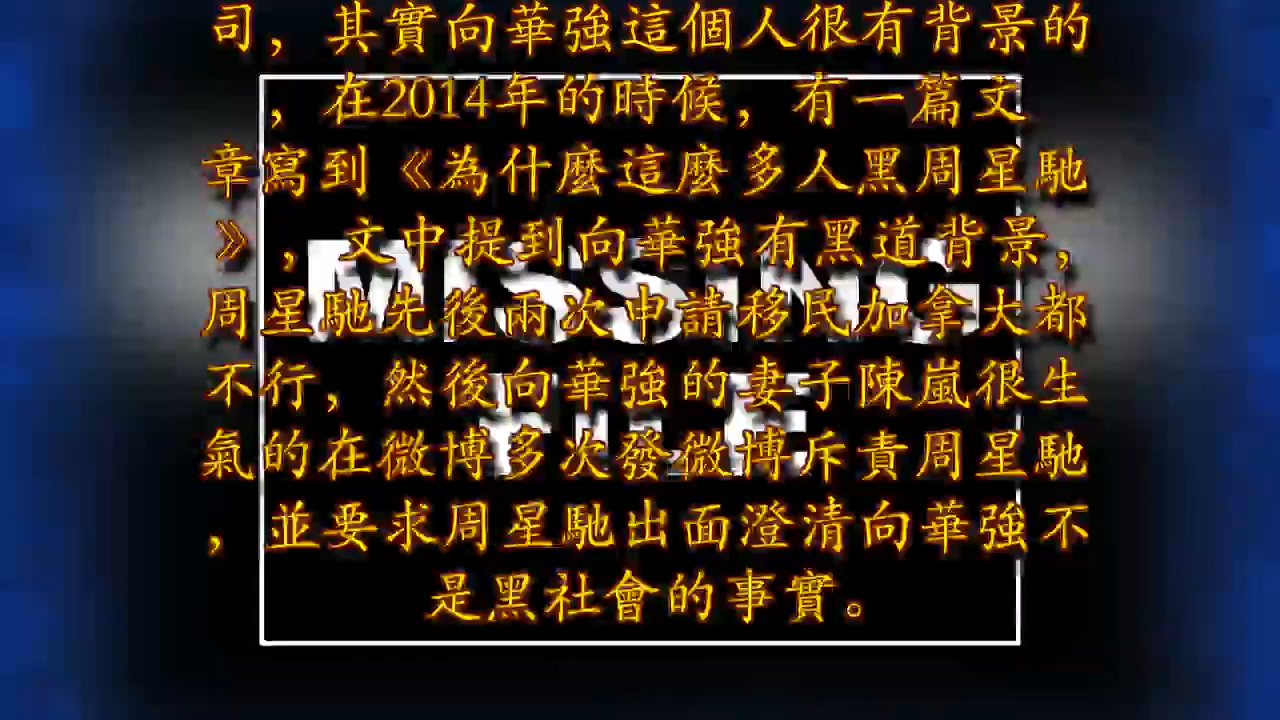 司，其實向華強這個人很有背景的
，在2014年的時候，有一篇文
章寫到《為什麼這麼多人黑周星馳
》，文中提到向華強有黑道背景，
周星馳先後兩次申請移民加拿大都
不行，然後向華強的妻子陳嵐很生
氣的在微博多次發微博斥責周星馳
，並要求周星馳出面澄清向華強不
是黑社會的事實。
MISSING
FILE